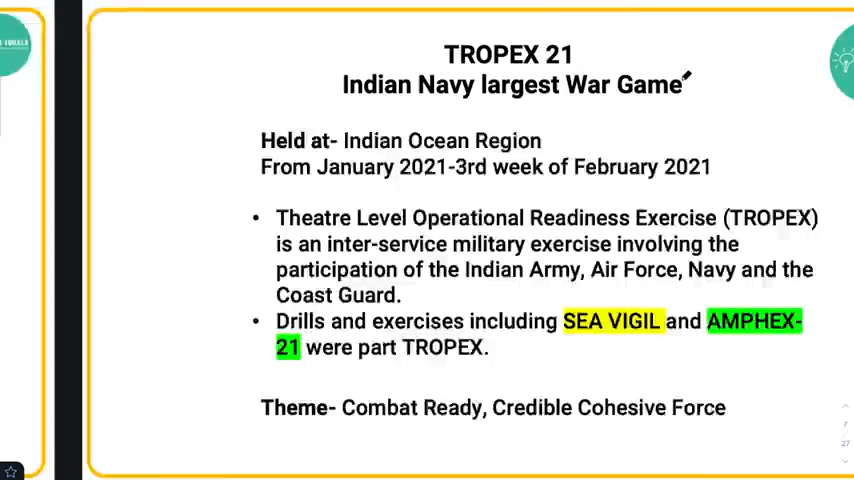 TROPEX 21
Indian Navy largest War Game
Held at- Indian Ocean Region
From January 2021-3rd week of February 2021
• Theatre Level Operational Readiness Exercise (TROPEX)
is an inter-service military exercise involving the
participation of the Indian Army, Air Force, Navy and the
Coast Guard.
• Drills and exercises including SEA VIGIL and AMPHEX-
21 were part TROPEX.
Theme- Combat Ready, Credible Cohesive Force
7
27